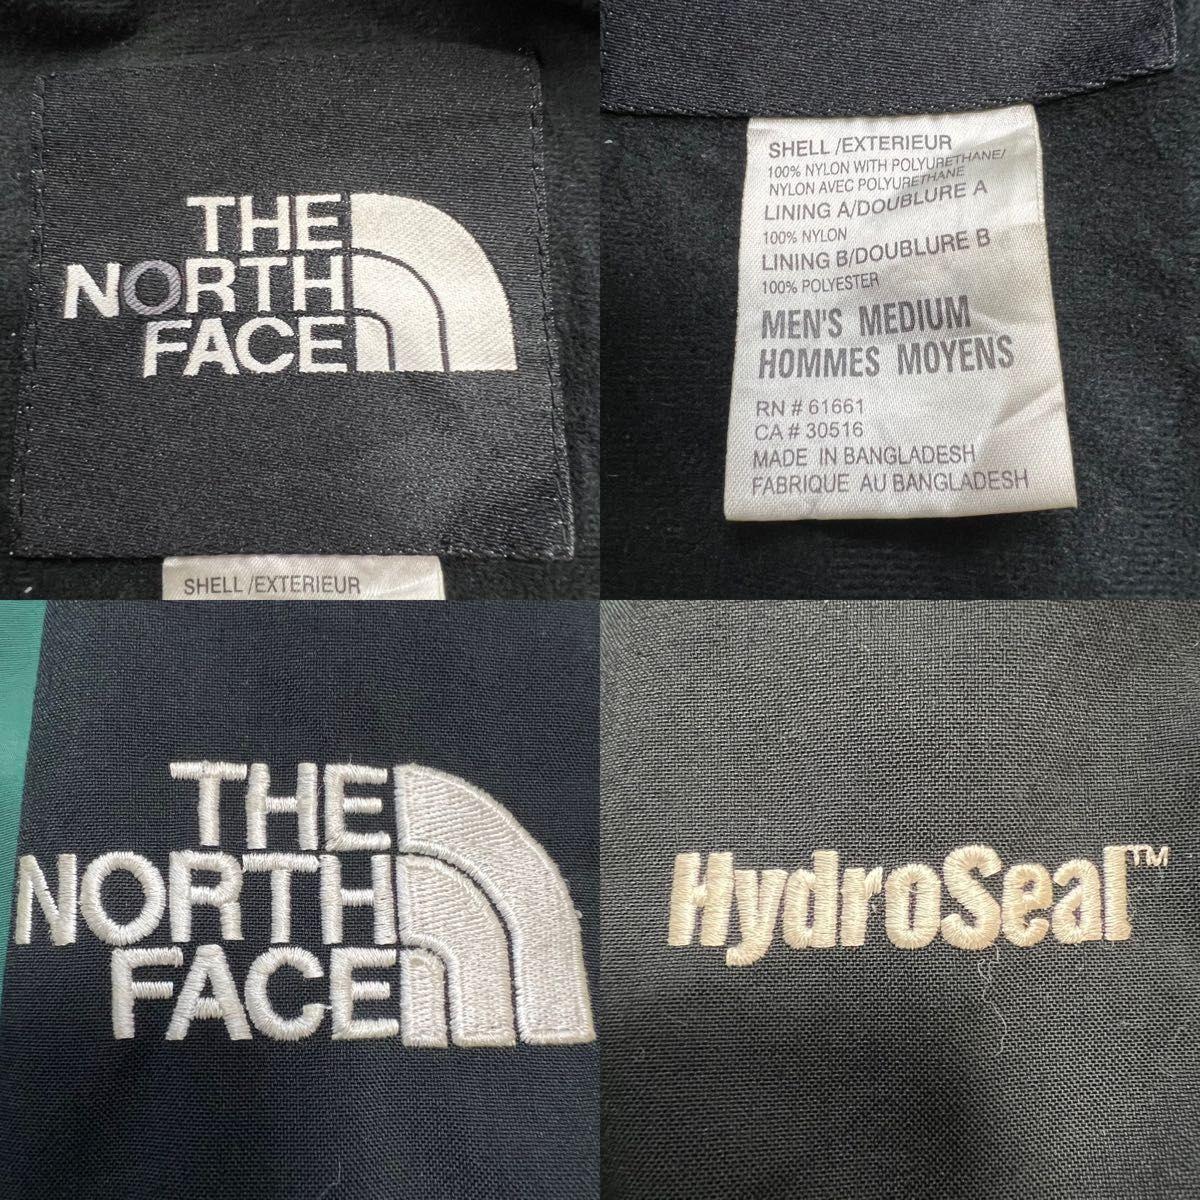 THE
NORTH
FACE
SHELL /EXTERIEUR
SHELL /EXTERIEUR
100% NYLON WITH POLYURETHANE/
NYLON AVEC POLYURETHANE
LINING A/DOUBLURE A
100% NYLON
LINING B/DOUBLURE B
100% POLYESTER
MEN'S MEDIUM
HOMMES MOYENS
RN # 61661
CA # 30516
MADE IN BANGLADESH
FABRIQUE AU BANGLADESH
THE
NORTH
FACE
HydroSeal™